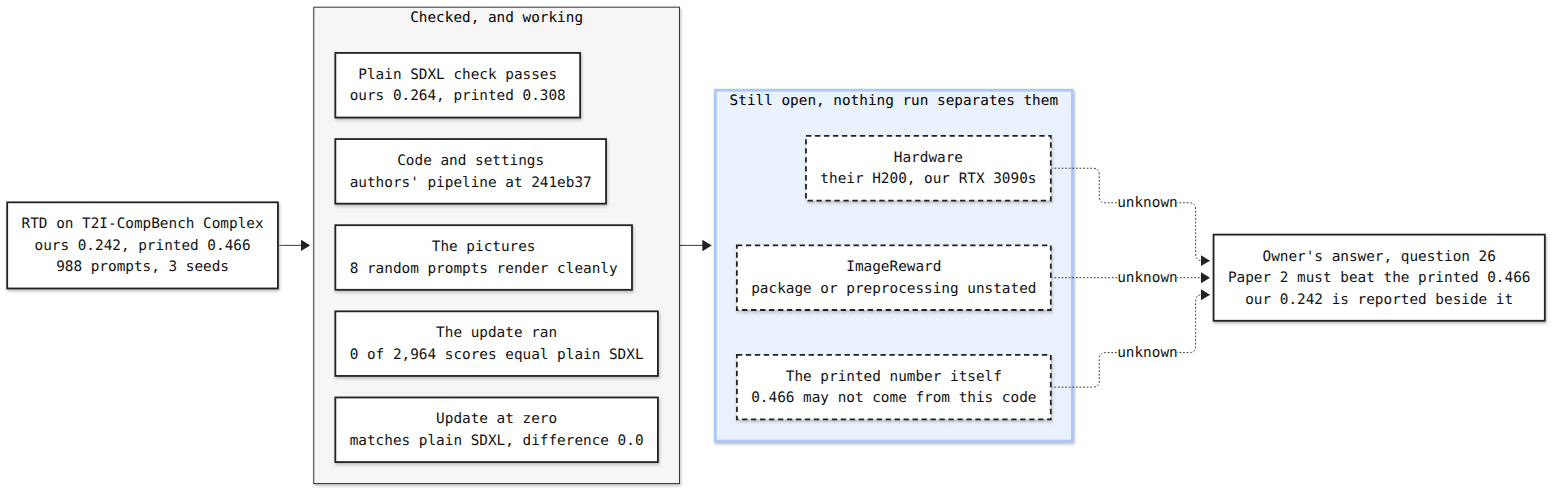 RTD on T2I-CompBench Complex
ours 0.242, printed 0.466
988 prompts, 3 seeds
Checked, and working
Plain SDXL check passes
ours 0.264, printed 0.308
Code and settings
authors' pipeline at 241eb37
The pictures
8 random prompts render cleanly
The update ran
0 of 2,964 scores equal plain SDXL
Update at zero
matches plain SDXL, difference 0.0
Still open, nothing run separates them
Hardware
their H200, our RTX 3090s
ImageReward
package or preprocessing unstated
The printed number itself
0.466 may not come from this code
unknown
unknown
unknown
Owner's answer, question 26
Paper 2 must beat the printed 0.466
our 0.242 is reported beside it